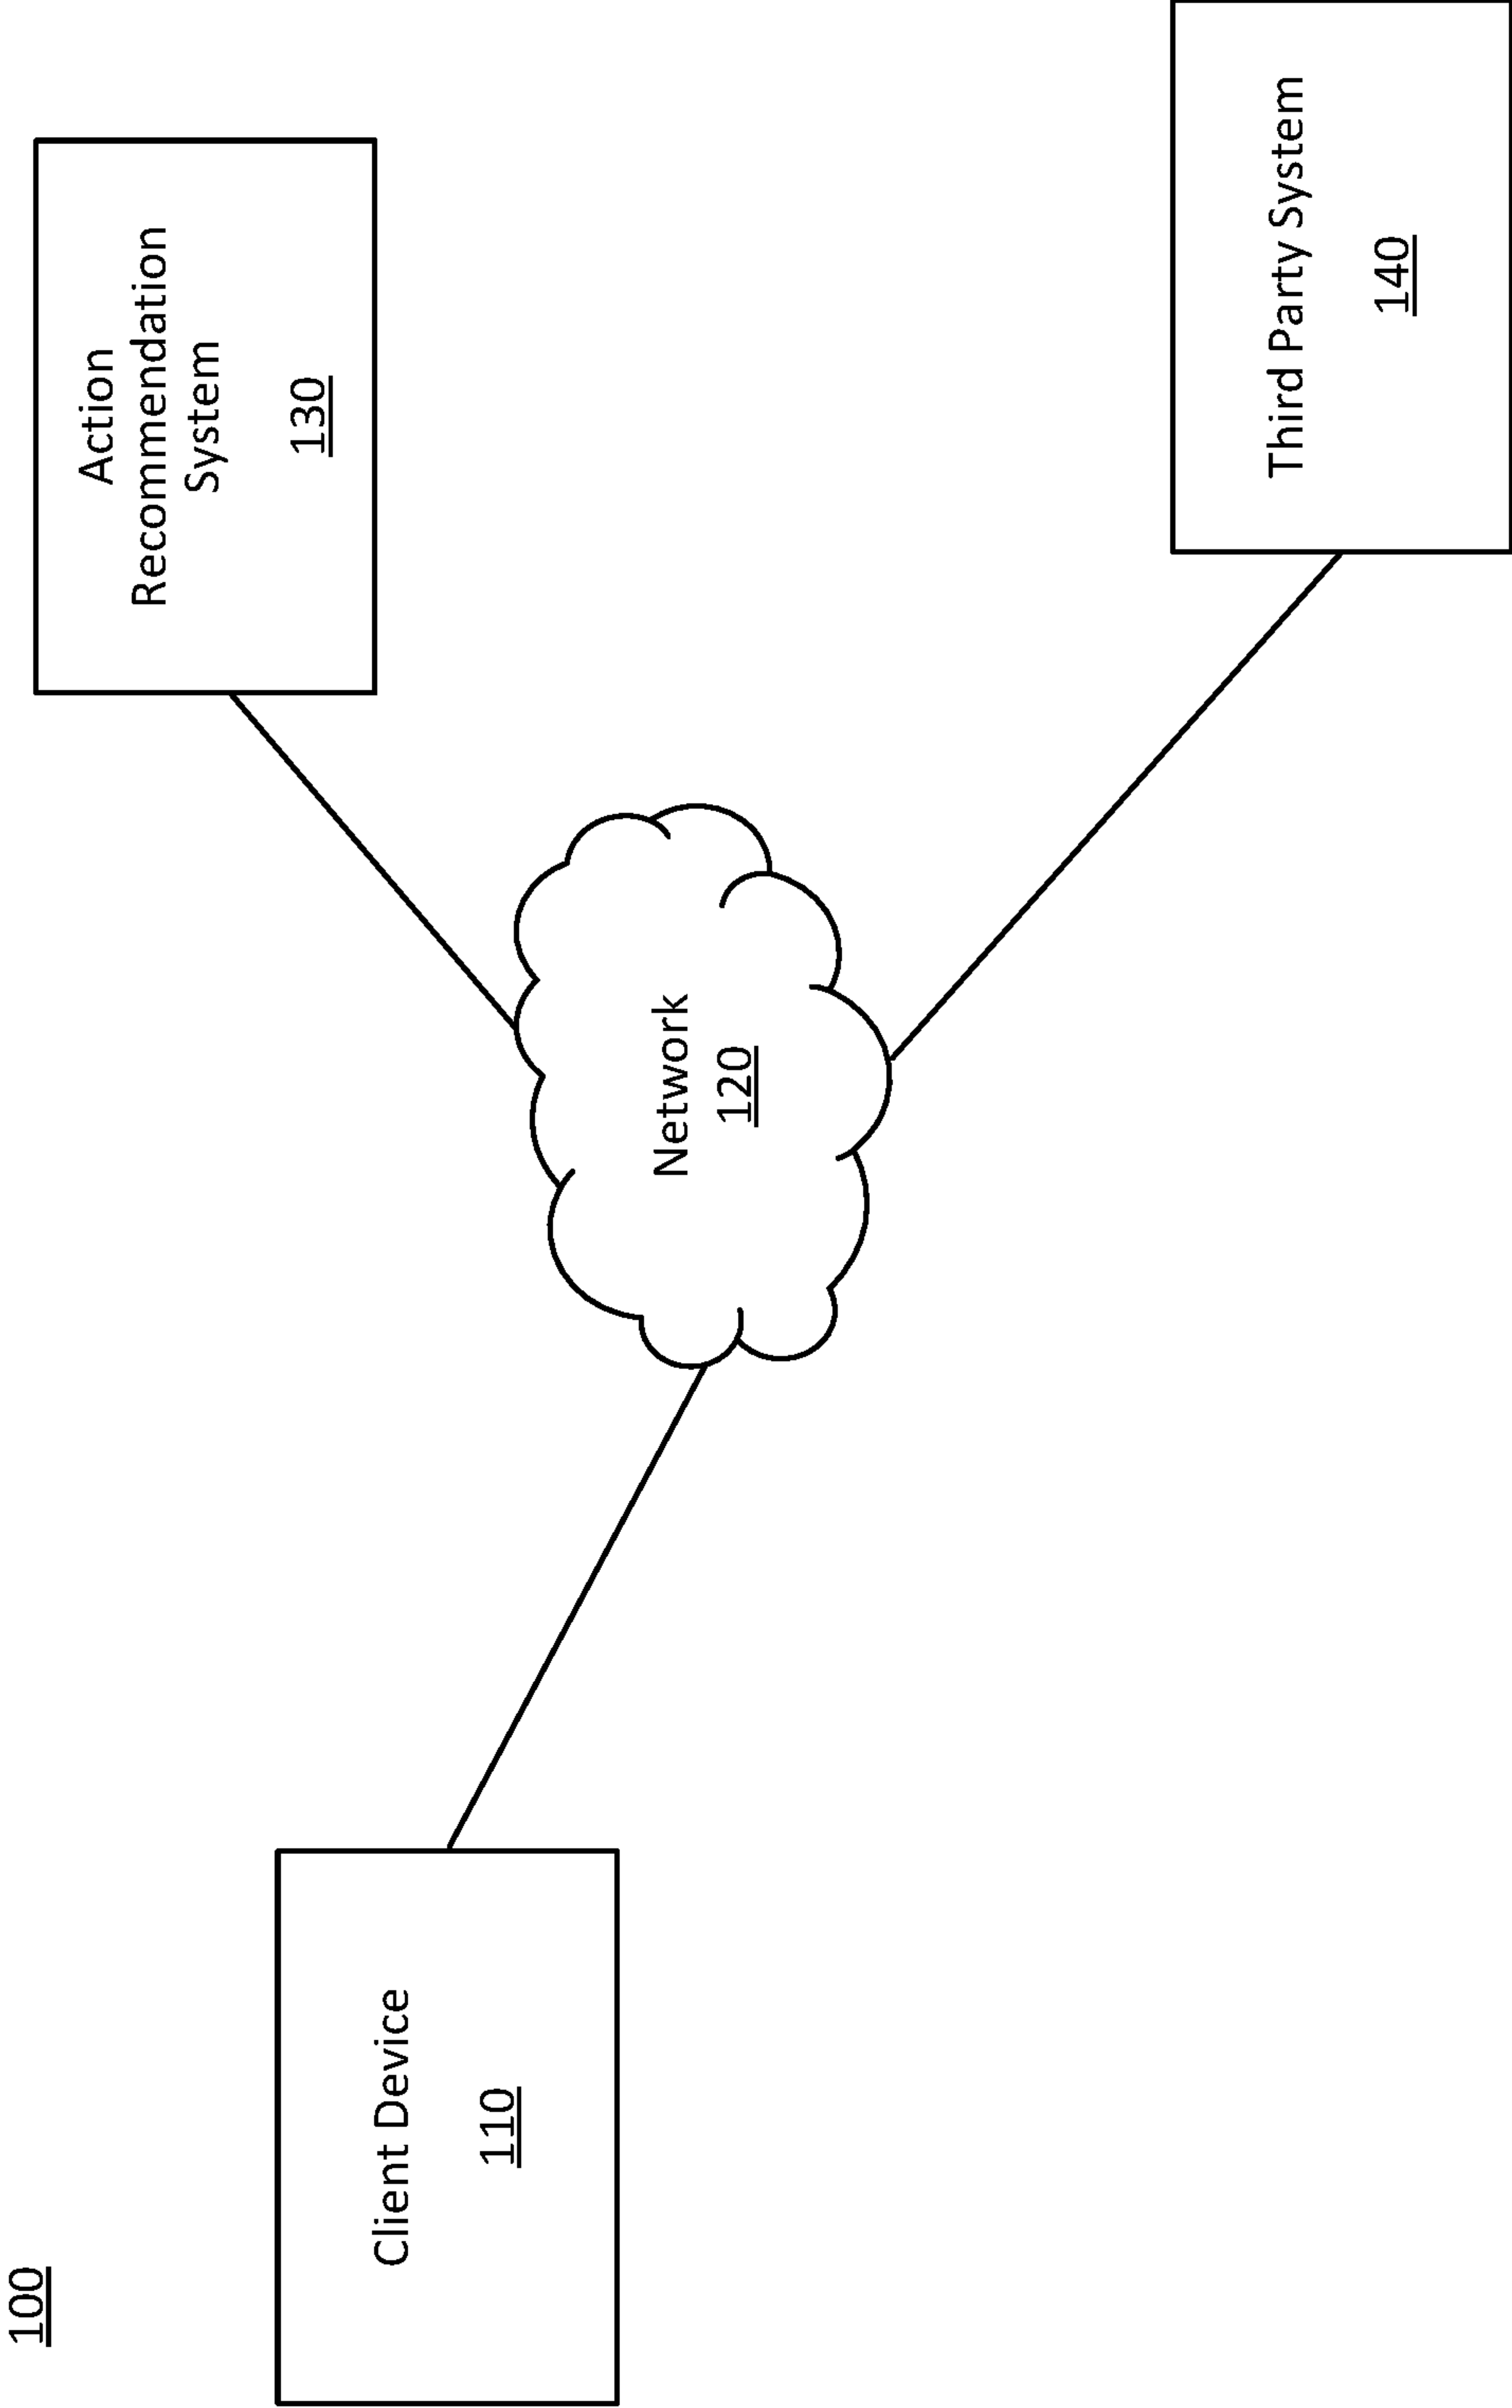 100
Client Device
110
Network
120
Action
Recommendation
System
130
Third Party System
140